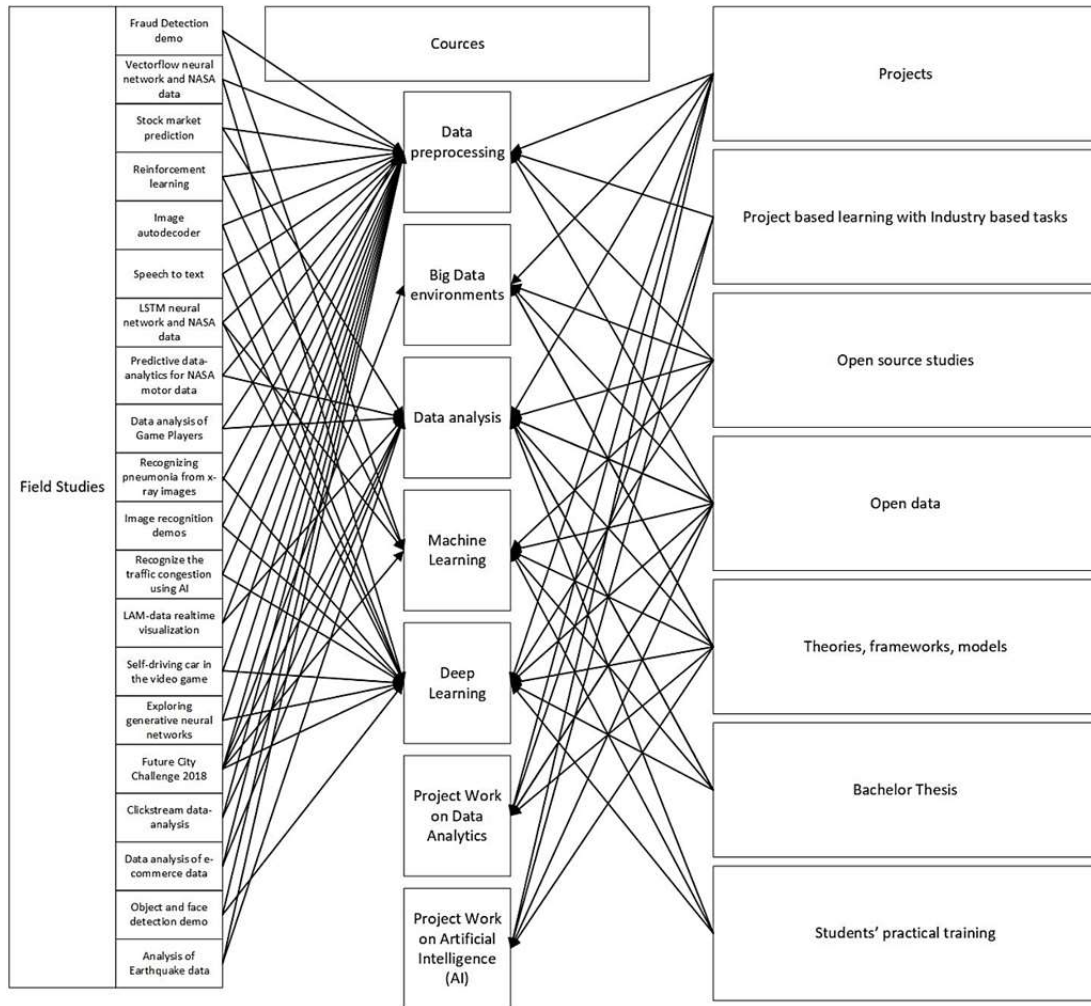 Field Studies
Fraud Detection
demo
Vectorflow neural
network and NASA
data
Stock market
prediction
Reinforcement
learning
Image
autodecoder
Speech to text
LSTM neural
network and NASA
data
Predictive data-
analytics for NASA
motor data
Data analysis of
Game Players
Recognizing
pneumonia from x-
ray images
Image recognition
demos
Recognize the
traffic congestion
using AI
LAM-data realtime
visualization
Self-driving car in
the video game
Exploring
generative neural
networks
Future City
Challenge 2018
Clickstream data-
analysis
Data analysis of e-
commerce data
Object and face
detection demo
Analysis of
Earthquake data
Cources
Data
preprocessing
Big Data
environments
Data analysis
Machine
Learning
Deep
Learning
Project Work
on Data
Analytics
Project Work
on Artificial
Intelligence
(AI)
Projects
Project based learning with Industry based tasks
Open source studies
Open data
Theories, frameworks, models
Bachelor Thesis
Students’ practical training